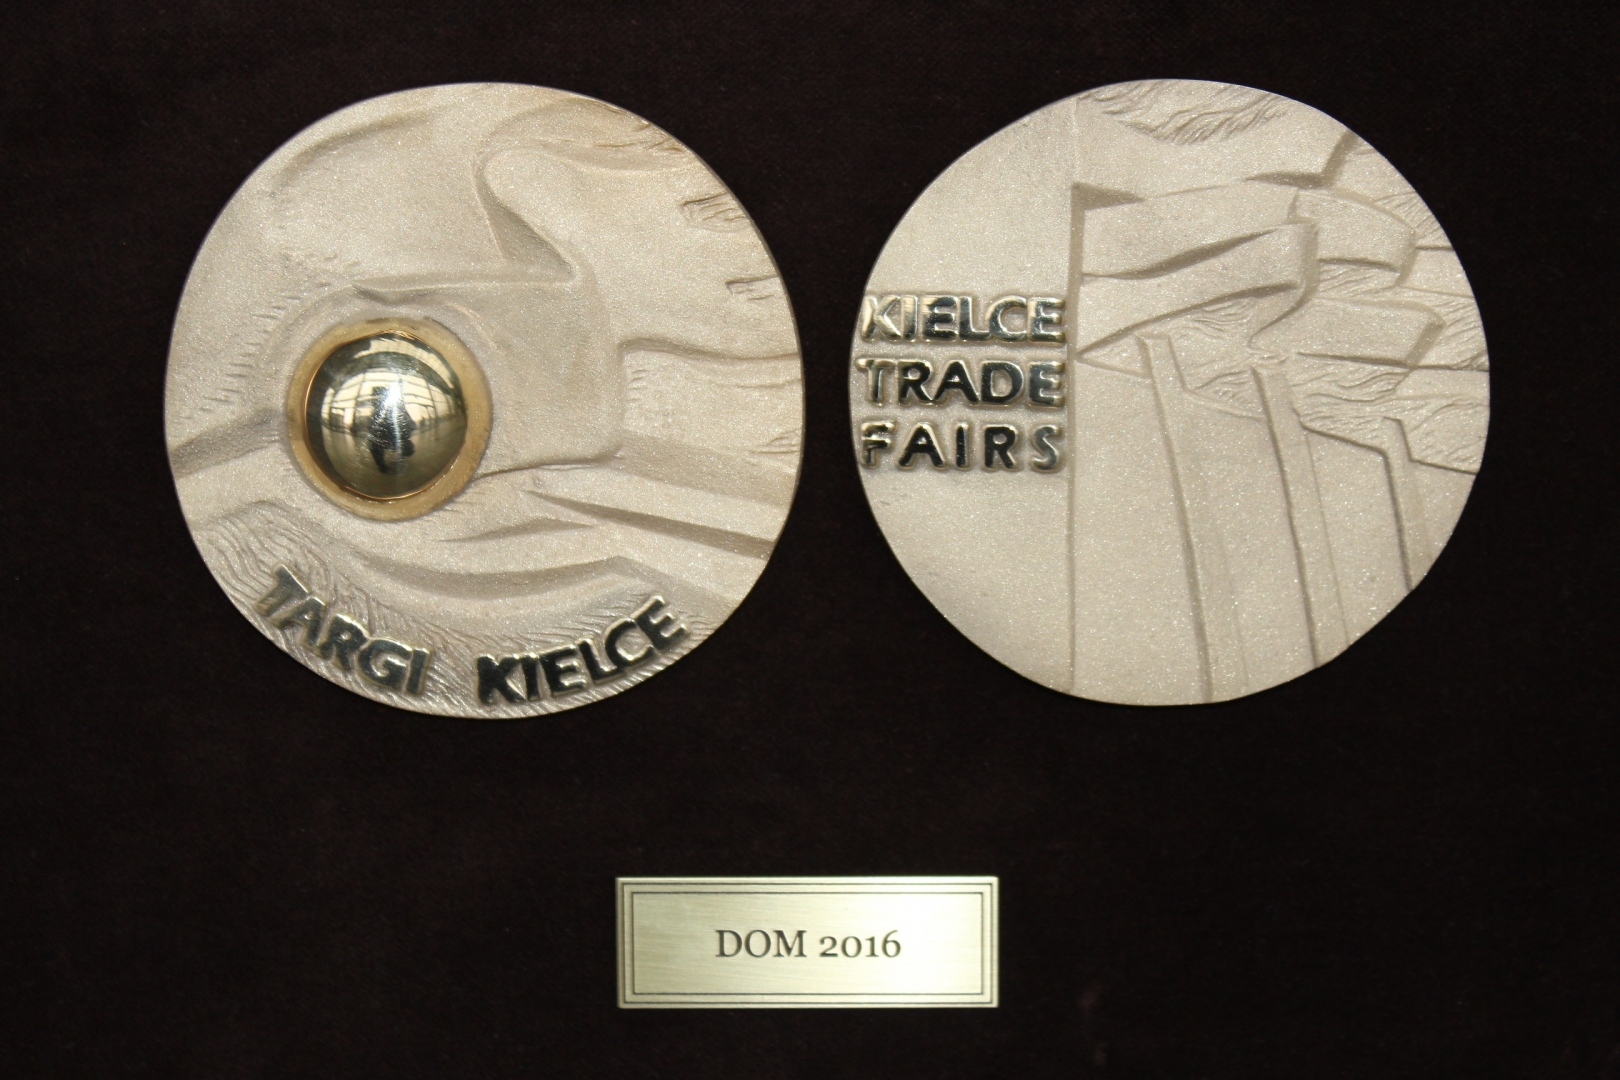 TARGI KIELCE
KIELCE
TRADE
FAIRS
DOM 2016